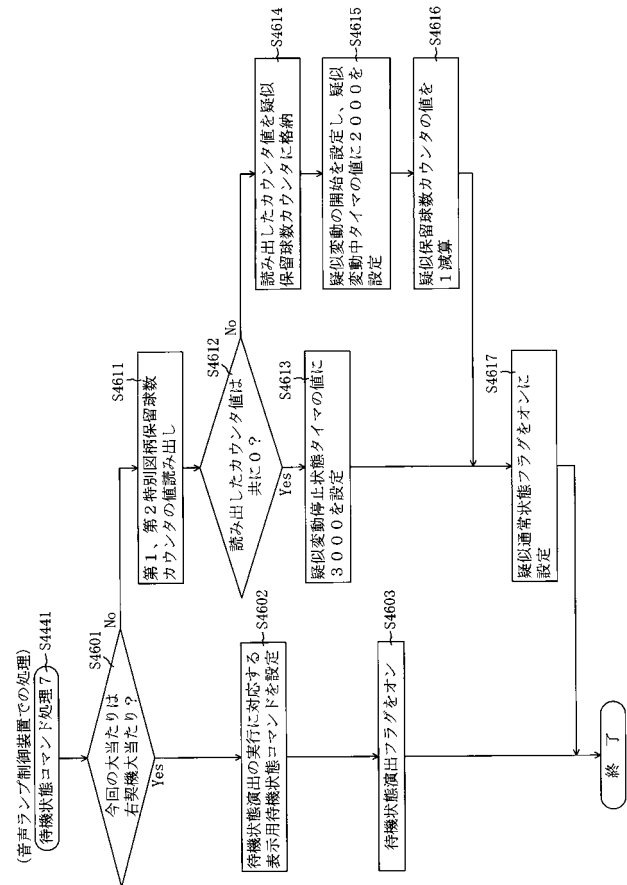 (音声ランプ制御装置での処理)
待機状態コマンド処理7
S4441
S4601
今回の大当たりは
右契機大当たり?
Yes
No
S4602
待機状態演出の実行に対応する
表示用待機状態コマンドを設定
S4603
待機状態演出フラグをオン
S4611
第1、第2特別図柄保留球数
カウンタの値読み出し
S4612
読み出したカウンタ値は
共に0?
Yes
No
S4613
疑似変動停止状態タイマの値に
3000を設定
S4614
読み出したカウンタ値を疑似
保留球数カウンタに格納
S4615
疑似変動の開始を設定し、疑似
変動中タイマの値に2000を
設定
S4616
疑似保留球数カウンタの値を
1減算
S4617
疑似通常状態フラグをオンに
設定
終了